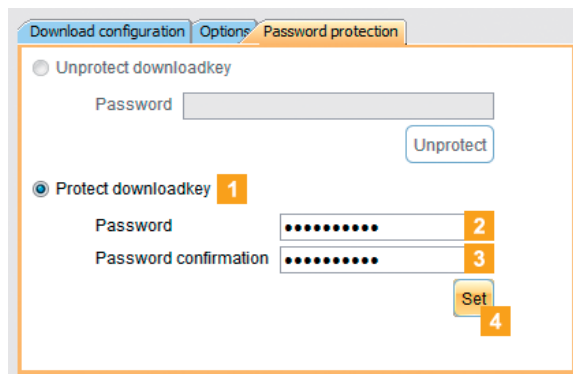 Download configuration Options Password protection
Unprotect downloadkey
Password
Unprotect
Protect downloadkey 1
Password •••••••••• 2
Password confirmation •••••••••• 3
Set
4